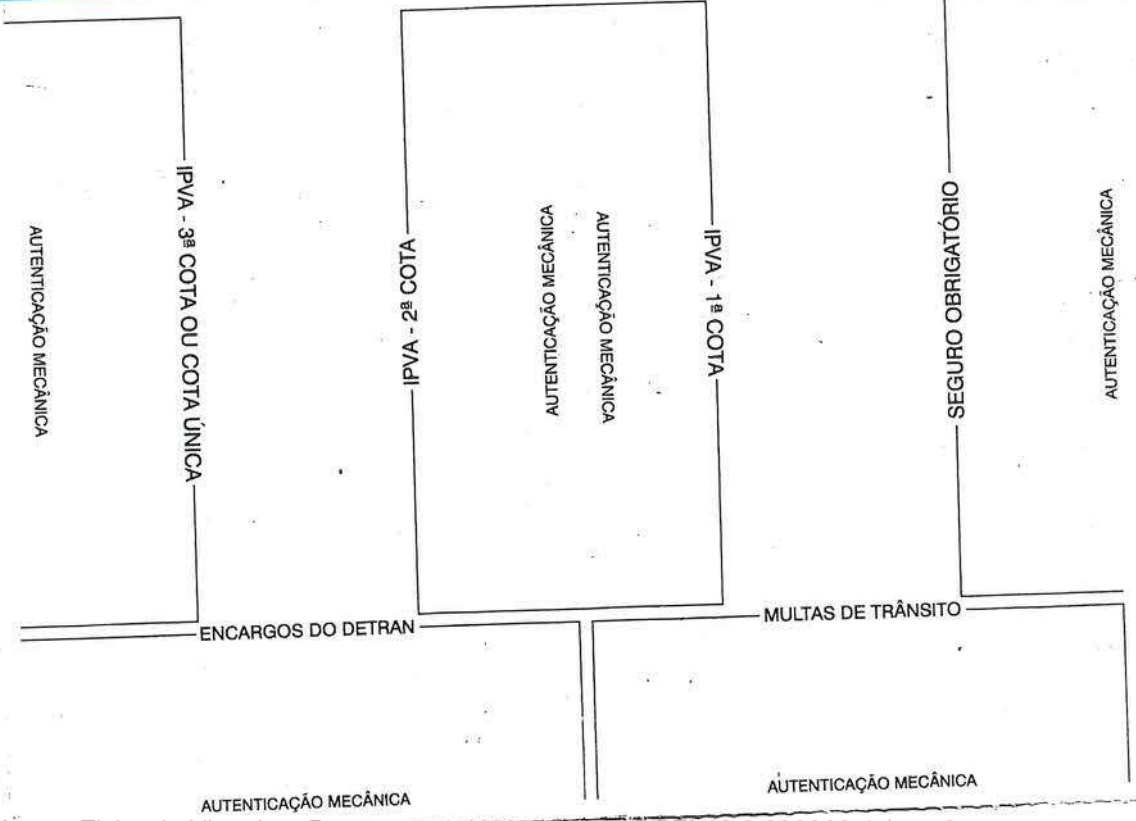 AUTENTICAÇÃO MECÂNICA
IPVA - 3ª COTA OU COTA ÚNICA
IPVA - 2ª COTA
AUTENTICAÇÃO MECÂNICA
AUTENTICAÇÃO MECÂNICA
IPVA - 1ª COTA
SEGURO OBRIGATÓRIO
AUTENTICAÇÃO MECÂNICA
ENCARGOS DO DETRAN
MULTAS DE TRÂNSITO
AUTENTICAÇÃO MECÂNICA
AUTENTICAÇÃO MECÂNICA